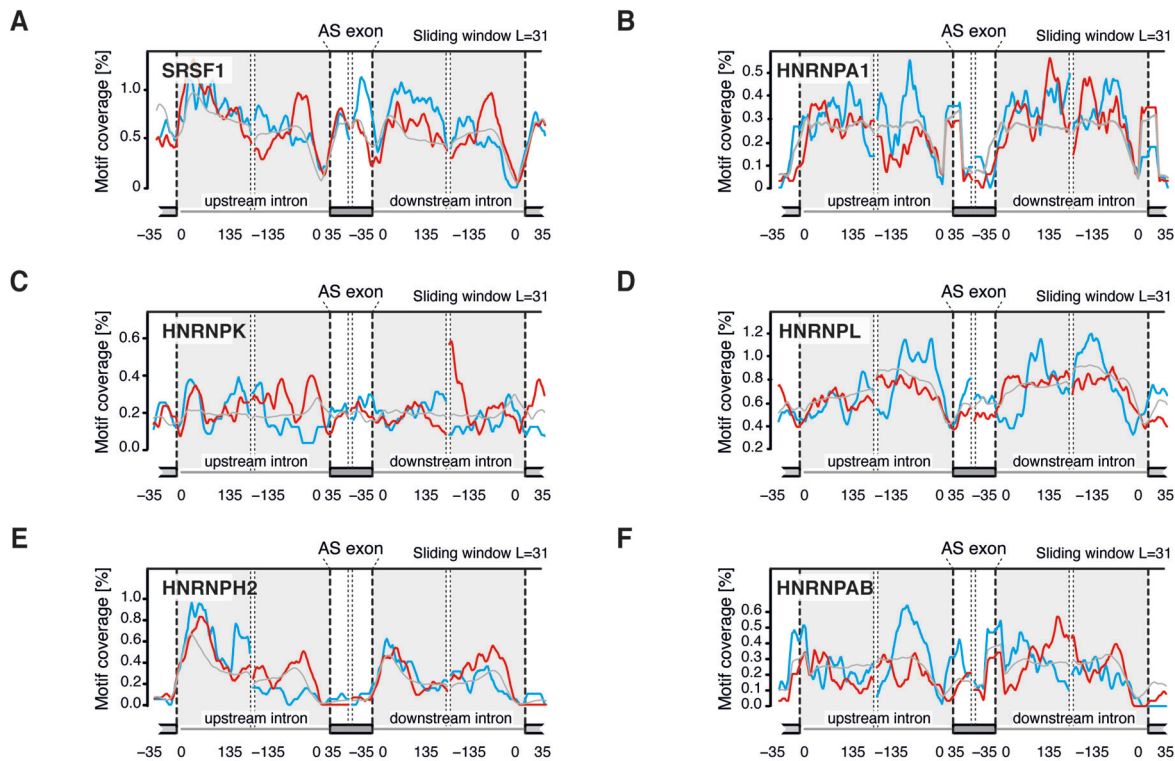 A
AS exon
Sliding window L=31
SRSF1
Motif coverage [%]
1.0
0.5
0
upstream intron
downstream intron
−35 0 135 −135 0 35 −35 0 135 −135 0 35
B
AS exon
Sliding window L=31
HNRNPA1
Motif coverage [%]
0.5
0.4
0.3
0.2
0.1
0
upstream intron
downstream intron
−35 0 135 −135 0 35 −35 0 135 −135 0 35
C
AS exon
Sliding window L=31
HNRNPK
Motif coverage [%]
0.6
0.4
0.2
0.0
upstream intron
downstream intron
−35 0 135 −135 0 35 −35 0 135 −135 0 35
D
AS exon
Sliding window L=31
HNRNPL
Motif coverage [%]
1.2
1.0
0.8
0.6
0.4
0.2
upstream intron
downstream intron
−35 0 135 −135 0 35 −35 0 135 −135 0 35
E
AS exon
Sliding window L=31
HNRNPH2
Motif coverage [%]
1.0
0.8
0.6
0.4
0.2
0.0
upstream intron
downstream intron
−35 0 135 −135 0 35 −35 0 135 −135 0 35
F
AS exon
Sliding window L=31
HNRNPAB
Motif coverage [%]
0.6
0.5
0.4
0.3
0.2
0.1
0.0
upstream intron
downstream intron
−35 0 135 −135 0 35 −35 0 135 −135 0 35